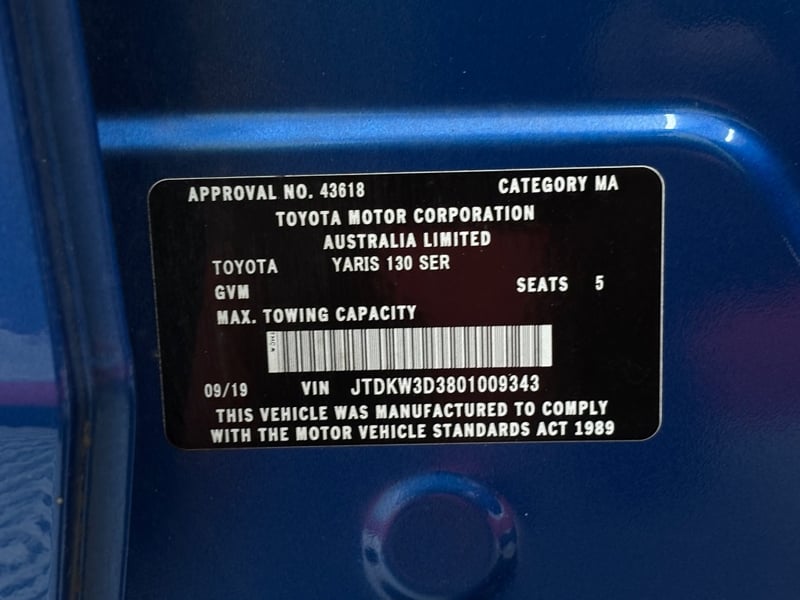 APPROVAL NO. 43618 CATEGORY MA
TOYOTA MOTOR CORPORATION
AUSTRALIA LIMITED
TOYOTA YARIS 130 SER
GVM SEATS 5
MAX. TOWING CAPACITY
09/19 VIN JTDKW3D3801009343
THIS VEHICLE WAS MANUFACTURED TO COMPLY
WITH THE MOTOR VEHICLE STANDARDS ACT 1989